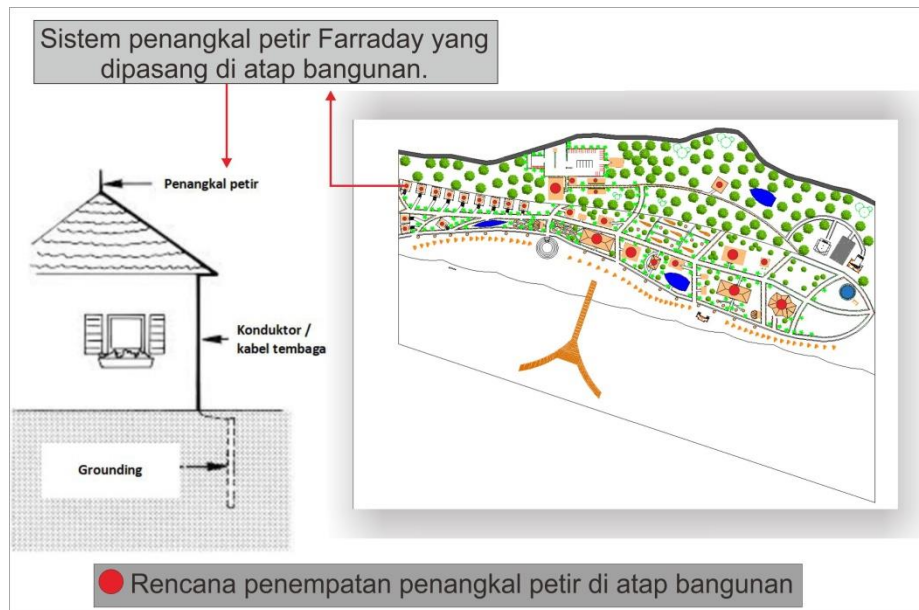 Sistem penangkal petir Farraday yang
dipasang di atap bangunan.
Penangkal petir
Konduktor /
kabel tembaga
Grounding
Rencana penempatan penangkal petir di atap bangunan